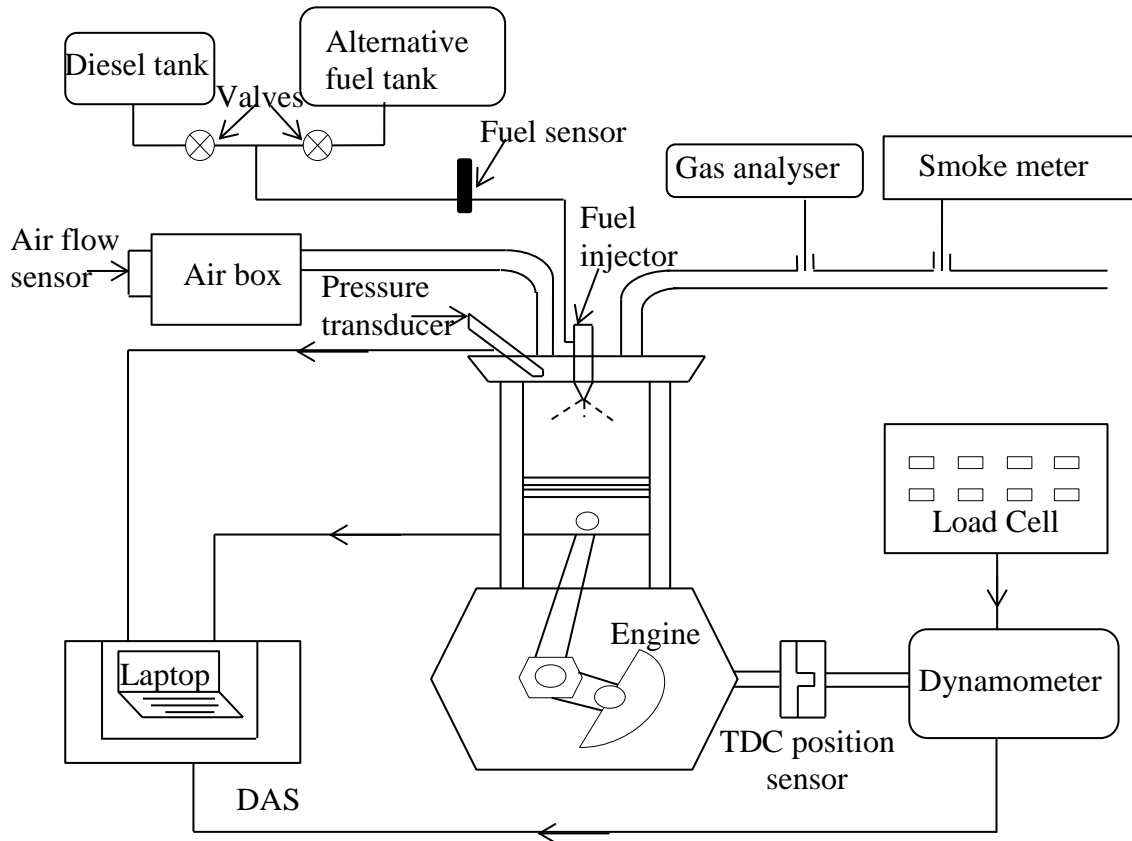 Diesel tank
Alternative
fuel tank
Valves
Fuel sensor
Gas analyser
Smoke meter
Fuel
injector
Air flow
sensor
Air box
Pressure
transducer
Load Cell
Engine
Laptop
Dynamometer
TDC position
sensor
DAS